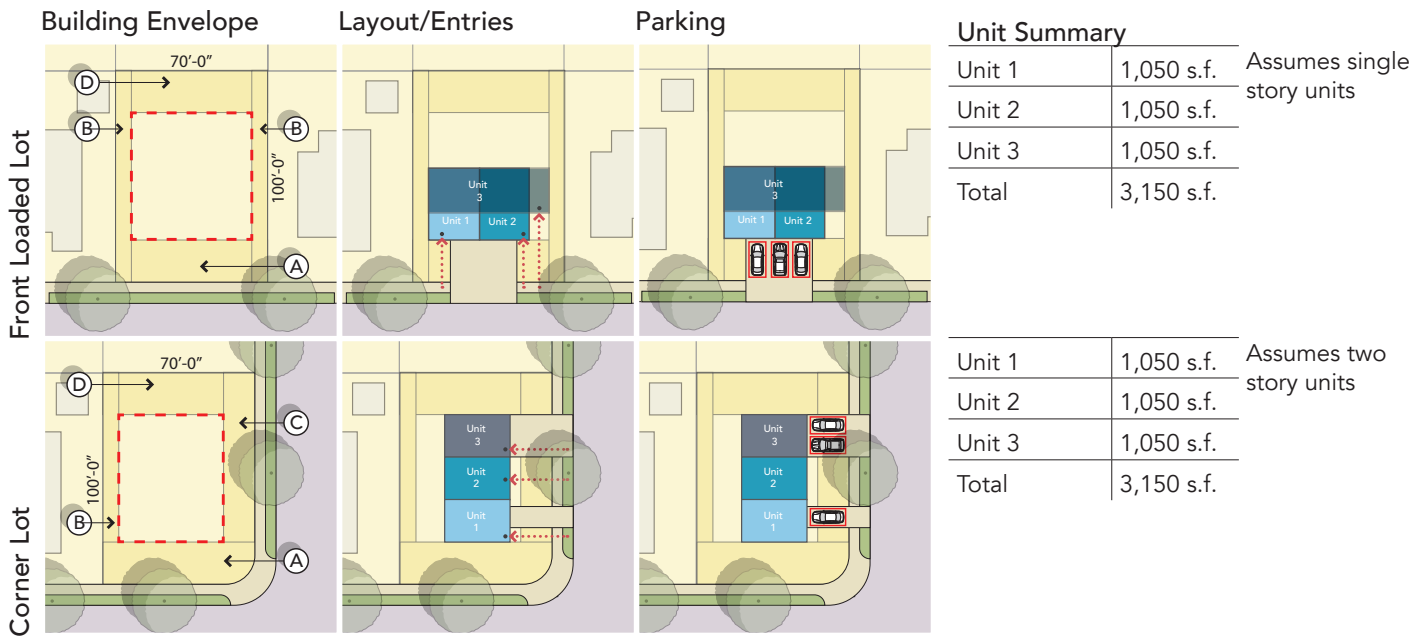 Building Envelope
Layout/Entries
Parking
Unit Summary
Front Loaded Lot
70'-0"
D
B
B
100'-0"
A
Unit
3
Unit 1
Unit 2
Unit
3
Unit 1
Unit 2
Unit 1 1,050 s.f.
Unit 2 1,050 s.f.
Unit 3 1,050 s.f.
Total 3,150 s.f.
Assumes single
story units
Corner Lot
70'-0"
D
C
100'-0"
B
A
Unit
3
Unit
2
Unit
1
Unit
3
Unit
2
Unit
1
Unit 1 1,050 s.f.
Unit 2 1,050 s.f.
Unit 3 1,050 s.f.
Total 3,150 s.f.
Assumes two
story units